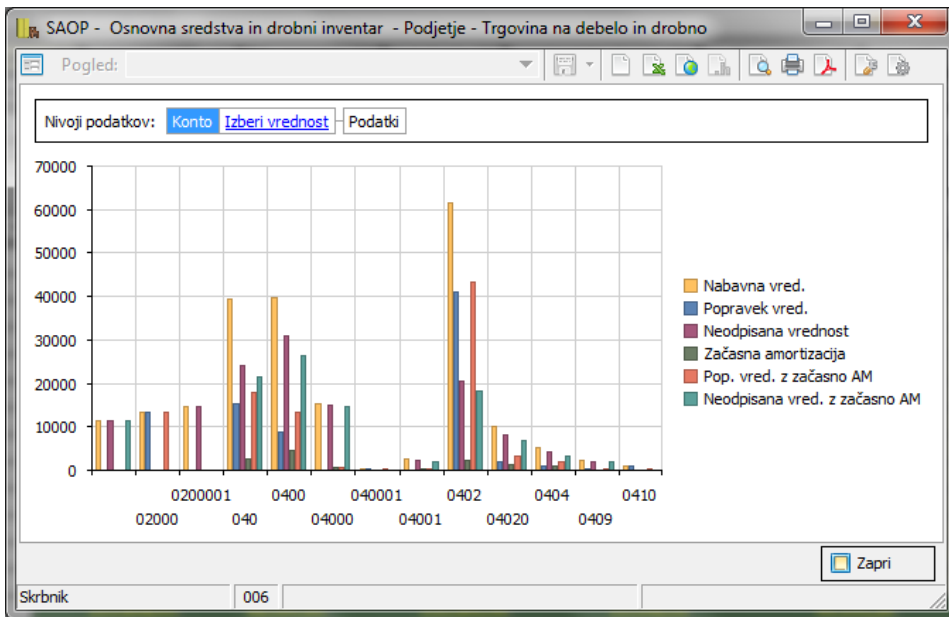 SAOP - Osnovna sredstva in drobni inventar - Podjetje - Trgovina na debelo in drobno
Pogled:
Nivoji podatkov: Konto Izberi vrednost Podatki
70000
60000
50000
40000
30000
20000
10000
0
0200001 0400 040001 0402 0404 0410
02000 040 04000 04001 04020 0409
Nabavna vred.
Popravek vred.
Neodpisana vrednost
Začasna amortizacija
Pop. vred. z začasno AM
Neodpisana vred. z začasno AM
Zapri
Skrbnik 006